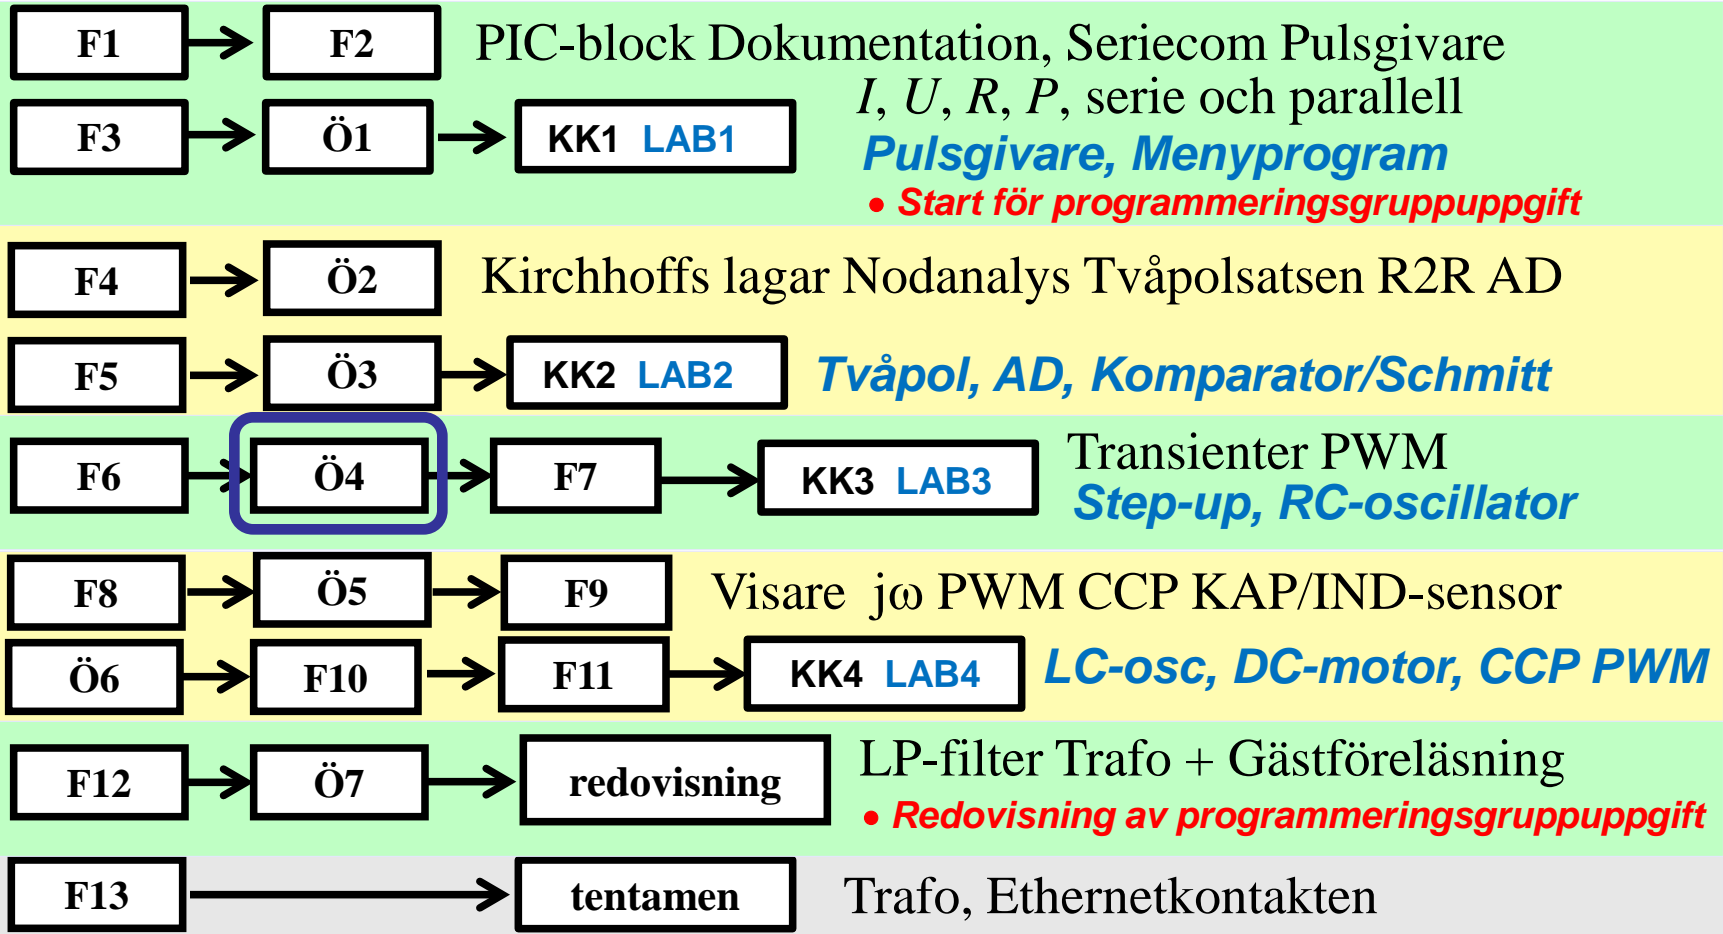 F1 F2 PIC-block Dokumentation, Seriecom Pulsgivare
I, U, R, P, serie och parallell
F3 Ö1 KK1 LAB1
Pulsgivare, Menyprogram
• Start för programmeringsgruppuppgift
F4 Ö2 Kirchhoffs lagar Nodanalys Tvåpolsatsen R2R AD
F5 Ö3 KK2 LAB2 Tvåpol, AD, Komparator/Schmitt
F6 Ö4 F7 KK3 LAB3 Transienter PWM
Step-up, RC-oscillator
F8 Ö5 F9 Visare jω PWM CCP KAP/IND-sensor
Ö6 F10 F11 KK4 LAB4 LC-osc, DC-motor, CCP PWM
F12 Ö7 redovisning LP-filter Trafo + Gästföreläsning
• Redovisning av programmeringsgruppuppgift
F13 tentamen Trafo, Ethernetkontakten